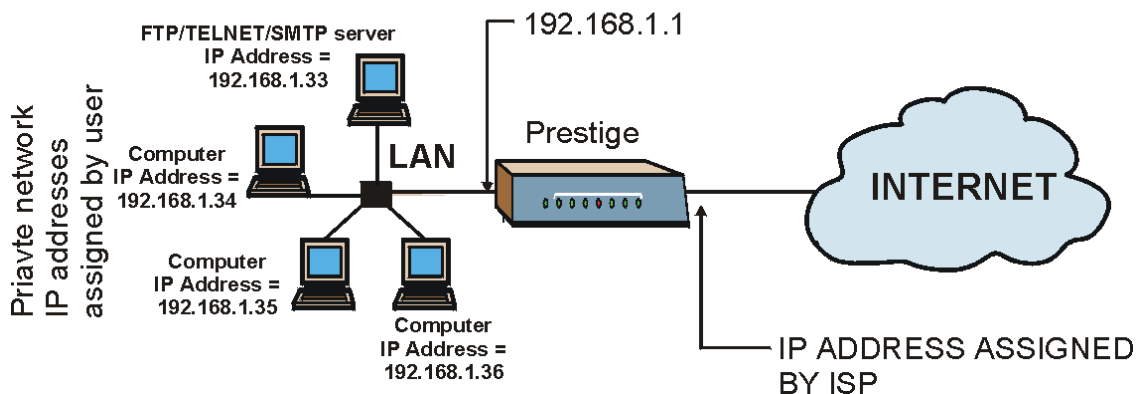 FTP/TELNET/SMTP server
IP Address =
192.168.1.33
192.168.1.1
Priavte network
IP addresses
assigned by user
Computer
IP Address =
192.168.1.34
LAN
Prestige
INTERNET
Computer
IP Address =
192.168.1.35
Computer
IP Address =
192.168.1.36
IP ADDRESS ASSIGNED
BY ISP